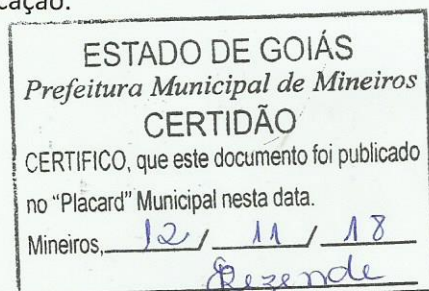 cação.
ESTADO DE GOIÁS
Prefeitura Municipal de Mineiros
CERTIDÃO
CERTIFICO, que este documento foi publicado
no “Placard” Municipal nesta data.
Mineiros, 12 / 11 / 18
Rezende